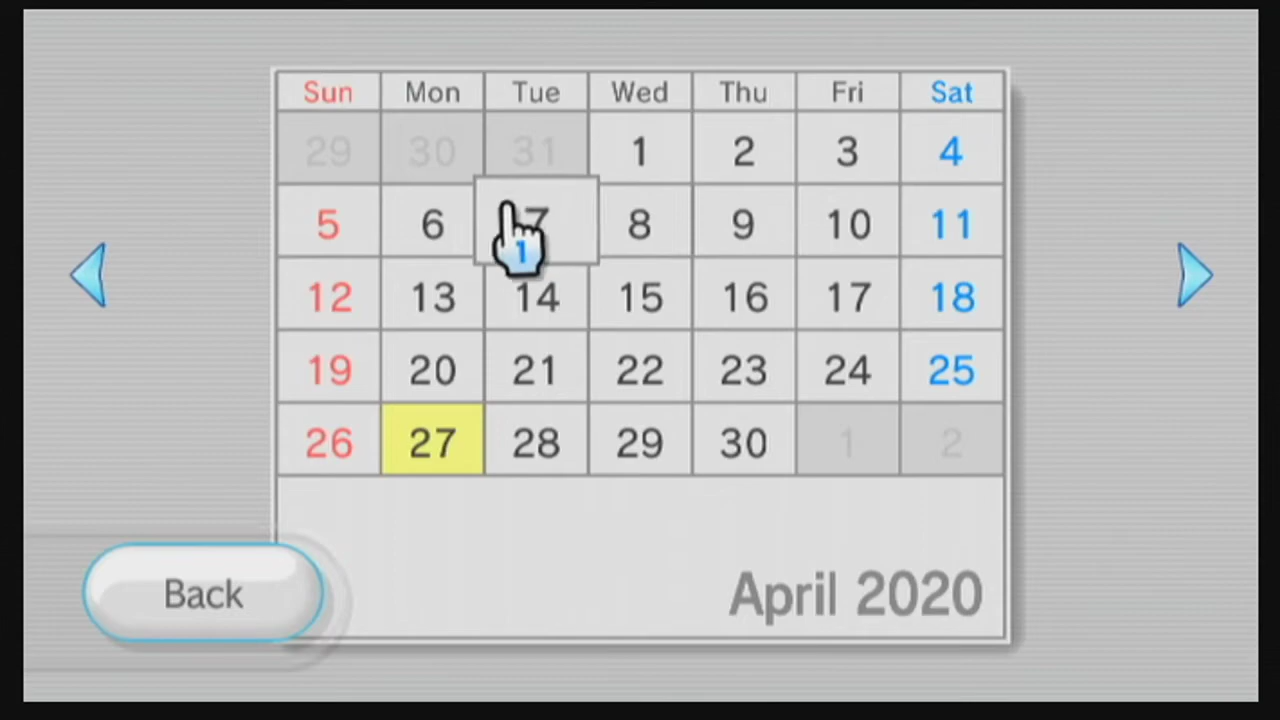 Sun Mon Tue Wed Thu Fri Sat
29 30 31 1 2 3 4
5 6 7 8 9 10 11
1
12 13 14 15 16 17 18
19 20 21 22 23 24 25
26 27 28 29 30 1 2
Back
April 2020